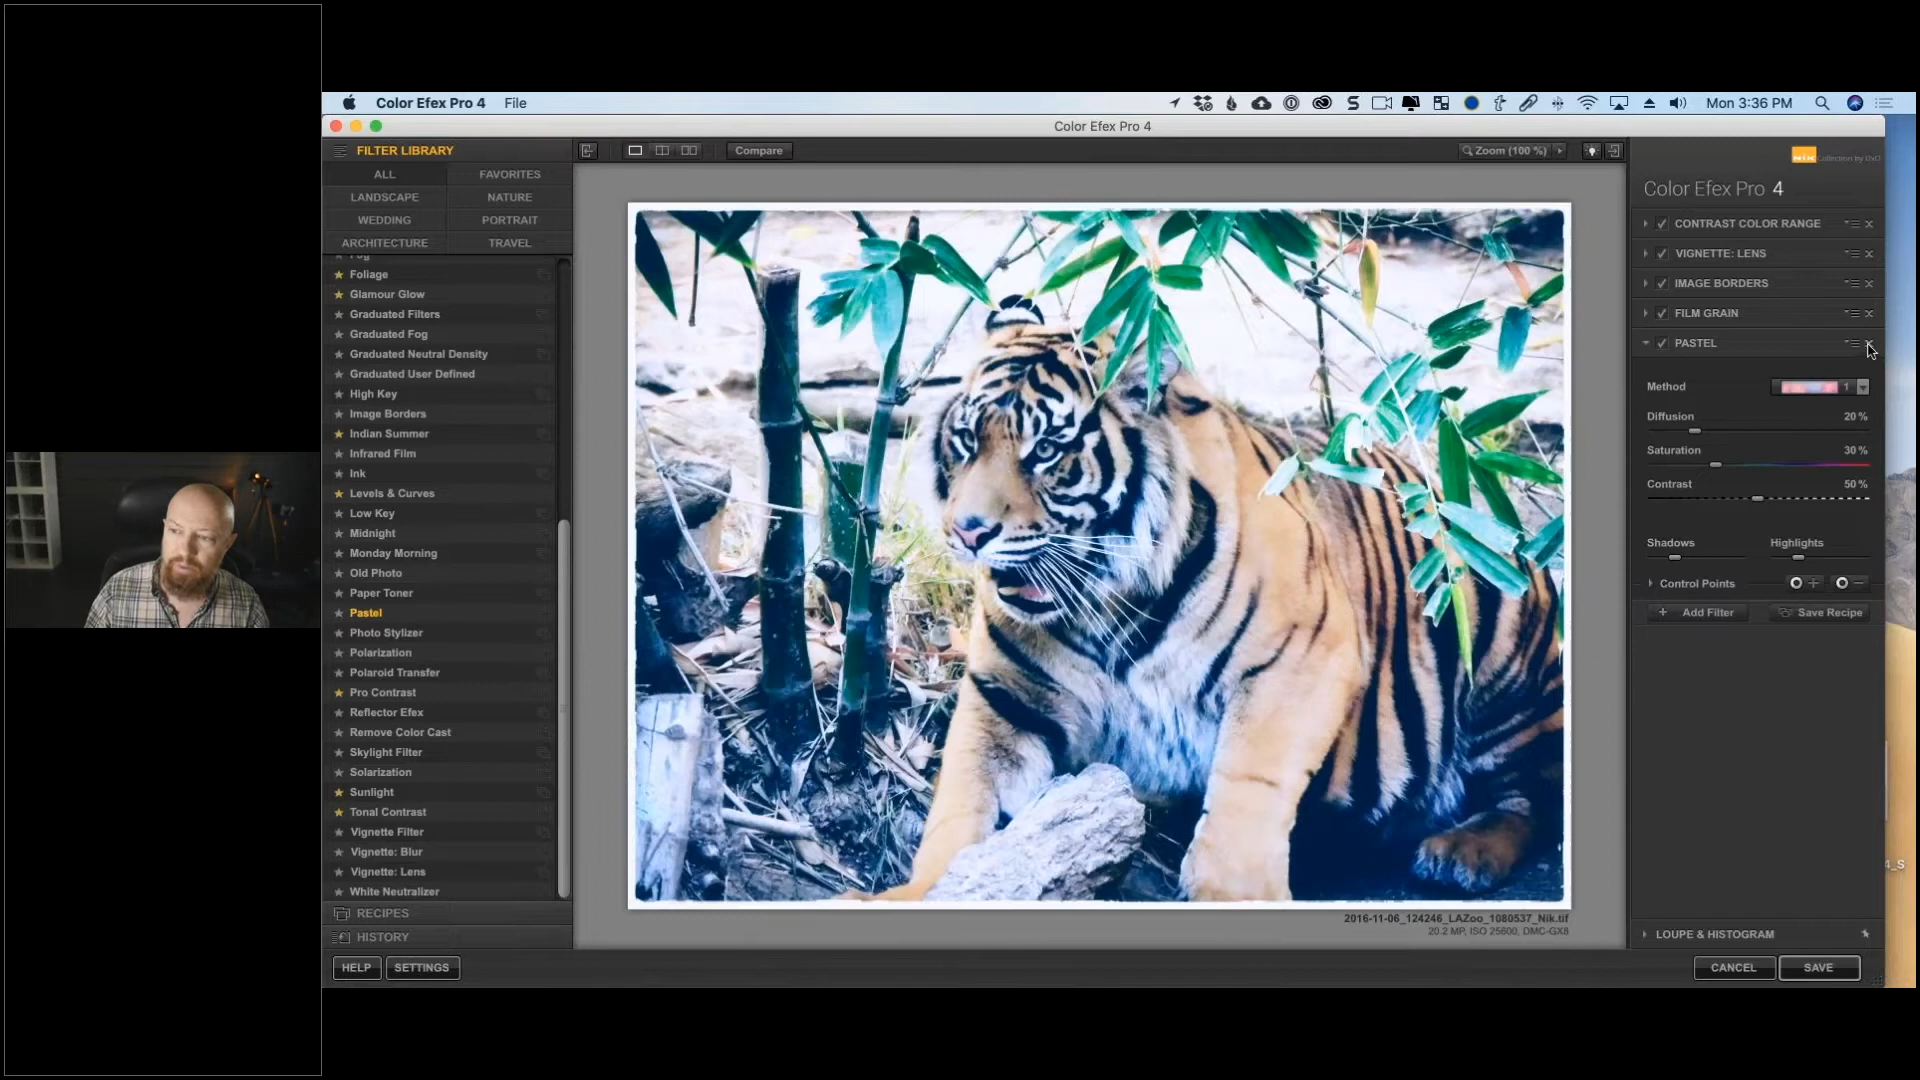 Color Efex Pro 4 File Mon 3:36 PM
Color Efex Pro 4
FILTER LIBRARY
Compare
Zoom (100 %)
ALL FAVORITES
LANDSCAPE NATURE
WEDDING PORTRAIT
ARCHITECTURE TRAVEL
Fog
Foliage
Glamour Glow
Graduated Filters
Graduated Fog
Graduated Neutral Density
Graduated User Defined
High Key
Image Borders
Indian Summer
Infrared Film
Ink
Levels & Curves
Low Key
Midnight
Monday Morning
Old Photo
Paper Toner
Pastel
Photo Stylizer
Polarization
Polaroid Transfer
Pro Contrast
Reflector Efex
Remove Color Cast
Skylight Filter
Solarization
Sunlight
Tonal Contrast
Vignette Filter
Vignette: Blur
Vignette: Lens
White Neutralizer
RECIPES
HISTORY
HELP SETTINGS
2016-11-06_124246_LAZoo_1080537_Nik.tif
20.2 MP, ISO 25600, DMC-GX8
Nik Collection by DxO
Color Efex Pro 4
CONTRAST COLOR RANGE
VIGNETTE: LENS
IMAGE BORDERS
FILM GRAIN
PASTEL
Method 1
Diffusion 20 %
Saturation 30 %
Contrast 50 %
Shadows Highlights
Control Points
Add Filter Save Recipe
LOUPE & HISTOGRAM
CANCEL SAVE
4_S